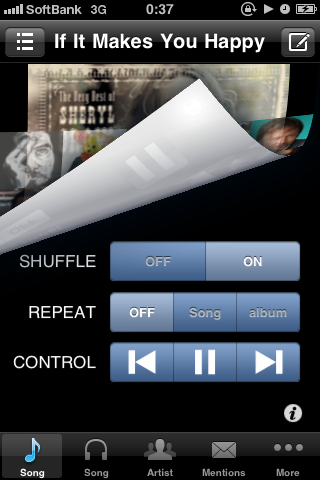 SoftBank 3G 0:37
If It Makes You Happy
The Very Best of
SHERYL
SHUFFLE OFF ON
REPEAT OFF Song album
CONTROL
i
Song Song Artist Mentions More